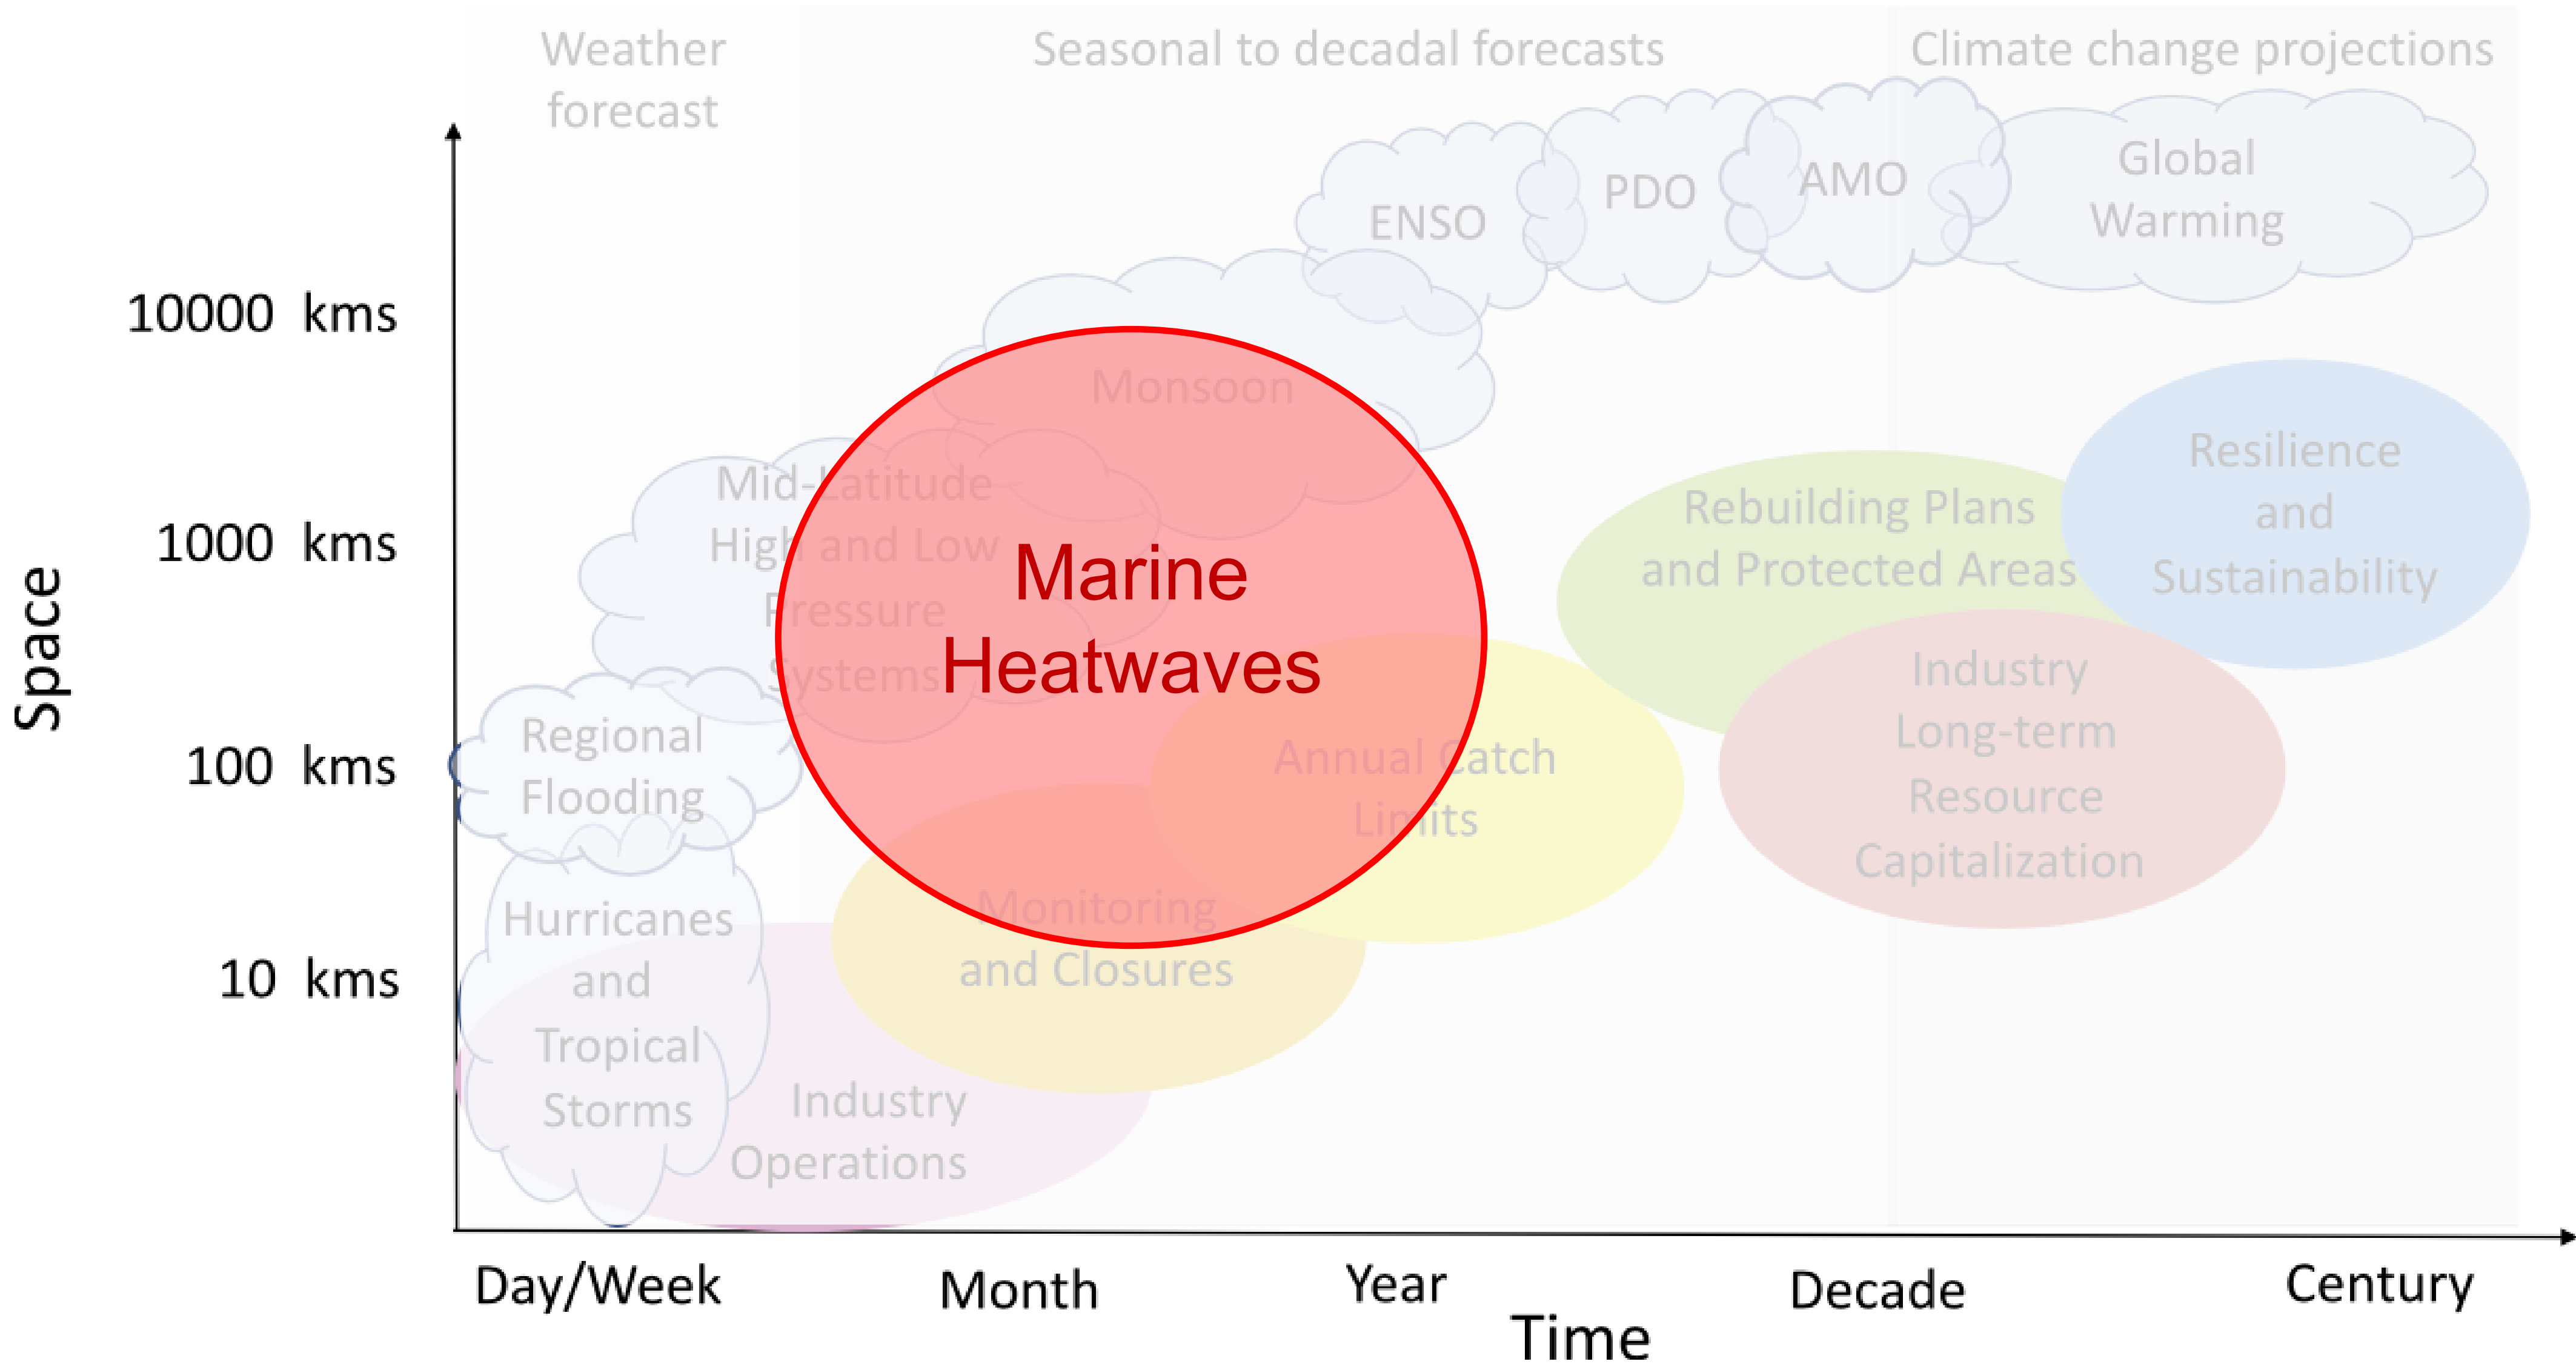 Weather
forecast
Seasonal to decadal forecasts
Climate change projections
Global
Warming
AMO
PDO
ENSO
10000 kms
Monsoon
Mid-Latitude
High and Low
Pressure
Systems
1000 kms
Marine
Heatwaves
Rebuilding Plans
and Protected Areas
Resilience
and
Sustainability
Space
Regional
Flooding
100 kms
Annual Catch
Limits
Industry
Long-term
Resource
Capitalization
Hurricanes
and
Tropical
Storms
Monitoring
and Closures
10 kms
Industry
Operations
Day/Week
Month
Year
Decade
Century
Time